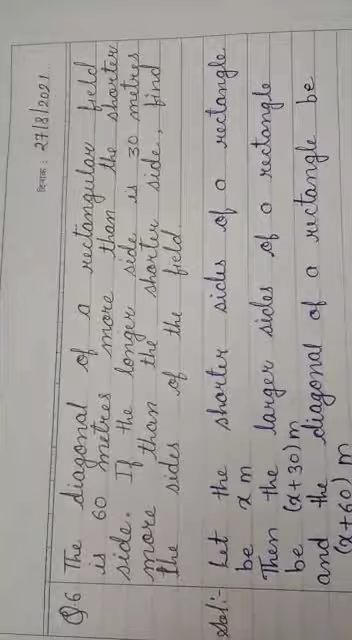 दिनांक : 27/8/2021
Q6 The diagonal of a rectangular field
is 60 metres more than the shorter
side. If the longer side is 30 metres
more than the shorter side, find
the sides of the field.
Sol:- Let the shorter sides of a rectangle
be x m
Then the larger sides of a rectangle
be (x+30) m
and the diagonal of a rectangle be
(x+60) m